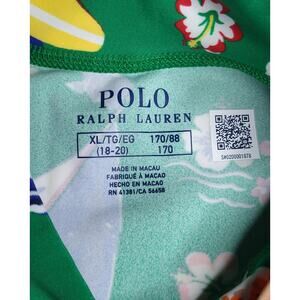 POLO
RALPH LAUREN
XL/TG/EG 170/88
(18-20) 170
MADE IN MACAU
FABRIQUÉ À MACAO
HECHO EN MACAO
RN 41381/CA 56658